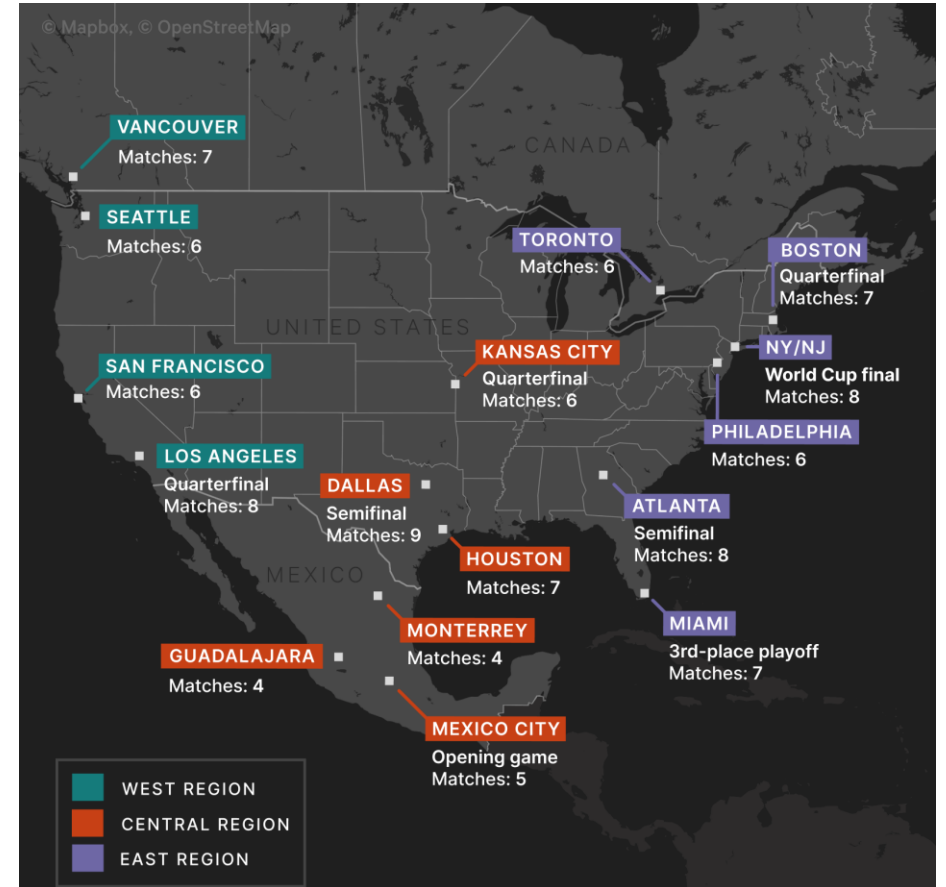 © Mapbox, © OpenStreetMap
VANCOUVER
Matches: 7
CANADA
SEATTLE
Matches: 6
TORONTO
Matches: 6
BOSTON
Quarterfinal
Matches: 7
UNITED STATES
NY/NJ
World Cup final
Matches: 8
KANSAS CITY
Quarterfinal
Matches: 6
SAN FRANCISCO
Matches: 6
PHILADELPHIA
Matches: 6
LOS ANGELES
Quarterfinal
Matches: 8
DALLAS
Semifinal
Matches: 9
ATLANTA
Semifinal
Matches: 8
HOUSTON
Matches: 7
MEXICO
MIAMI
3rd-place playoff
Matches: 7
MONTERREY
Matches: 4
GUADALAJARA
Matches: 4
MEXICO CITY
Opening game
Matches: 5
WEST REGION
CENTRAL REGION
EAST REGION